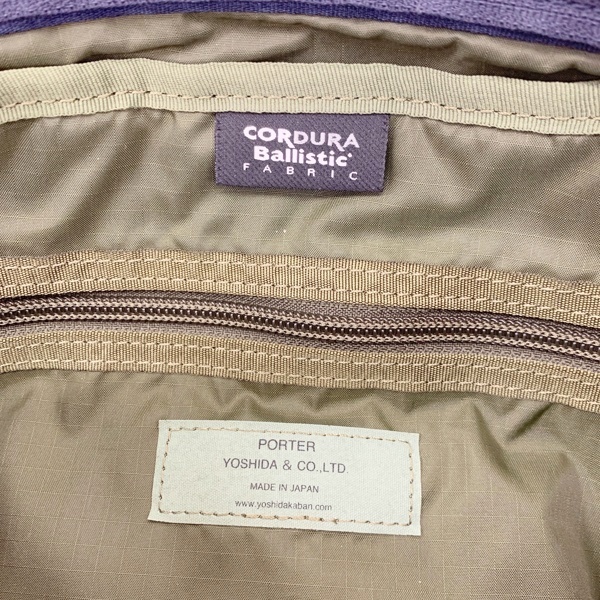 CORDURA
Ballistic®
FABRIC
PORTER
YOSHIDA & CO.,LTD.
MADE IN JAPAN
www.yoshidakaban.com